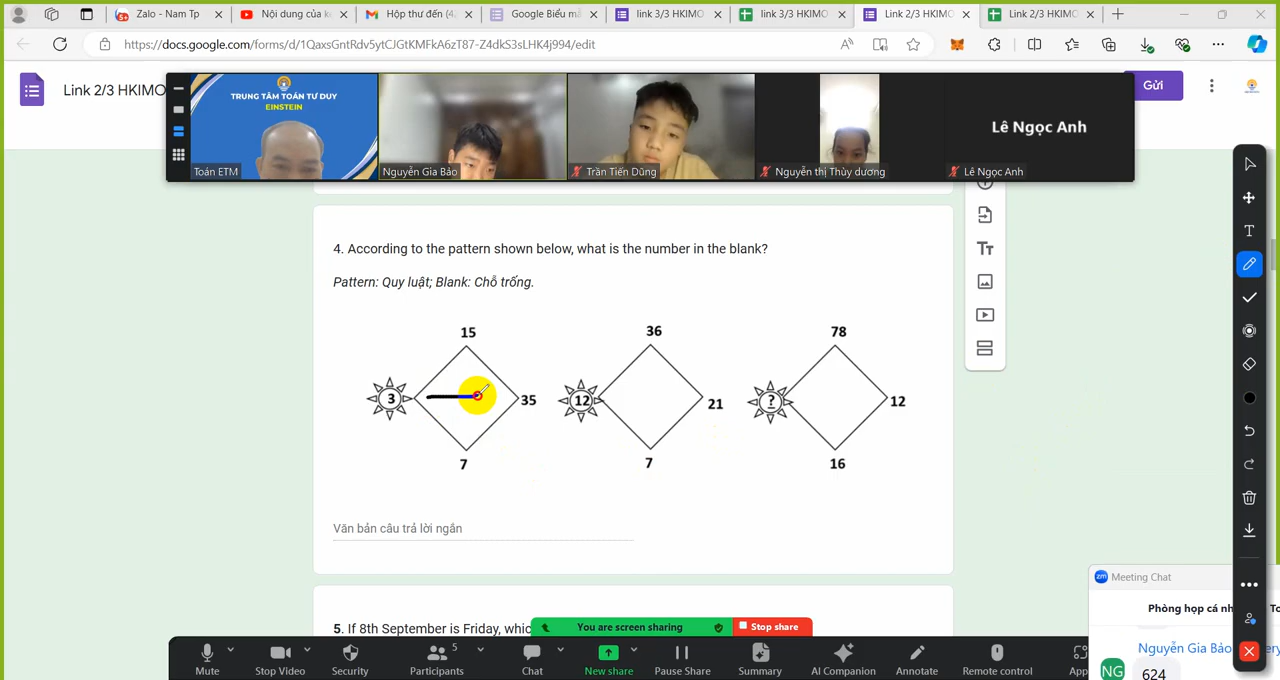 Zalo - Nam Tp
Nội dung của k
Hộp thư đến (4
Google Biểu m
link 3/3 HKIMO
link 3/3 HKIMO
Link 2/3 HKIMO
Link 2/3 HKIMO
https://docs.google.com/forms/d/1QaxsGntRdv5ytCJGtKMFkA6zT87-Z4dkS3sLHK4j994/edit
Link 2/3 HKIMO
Gửi
TRUNG TÂM TOÁN TƯ DUY
EINSTEIN
Lê Ngọc Anh
Toán ETM
Nguyễn Gia Bảo
Trần Tiến Dũng
Nguyễn thị Thùy dương
Lê Ngọc Anh
4. According to the pattern shown below, what is the number in the blank?
Pattern: Quy luật; Blank: Chỗ trống.
15
36
78
3
35
12
21
?
12
7
7
16
Văn bản câu trả lời ngắn
5. If 8th September is Friday, whic
You are screen sharing
Stop share
zm Meeting Chat
Phòng họp cá nh
Nguyễn Gia Bảo
NG
624
Mute
Stop Video
Security
Participants
5
Chat
New share
Pause Share
Summary
AI Companion
Annotate
Remote control
App